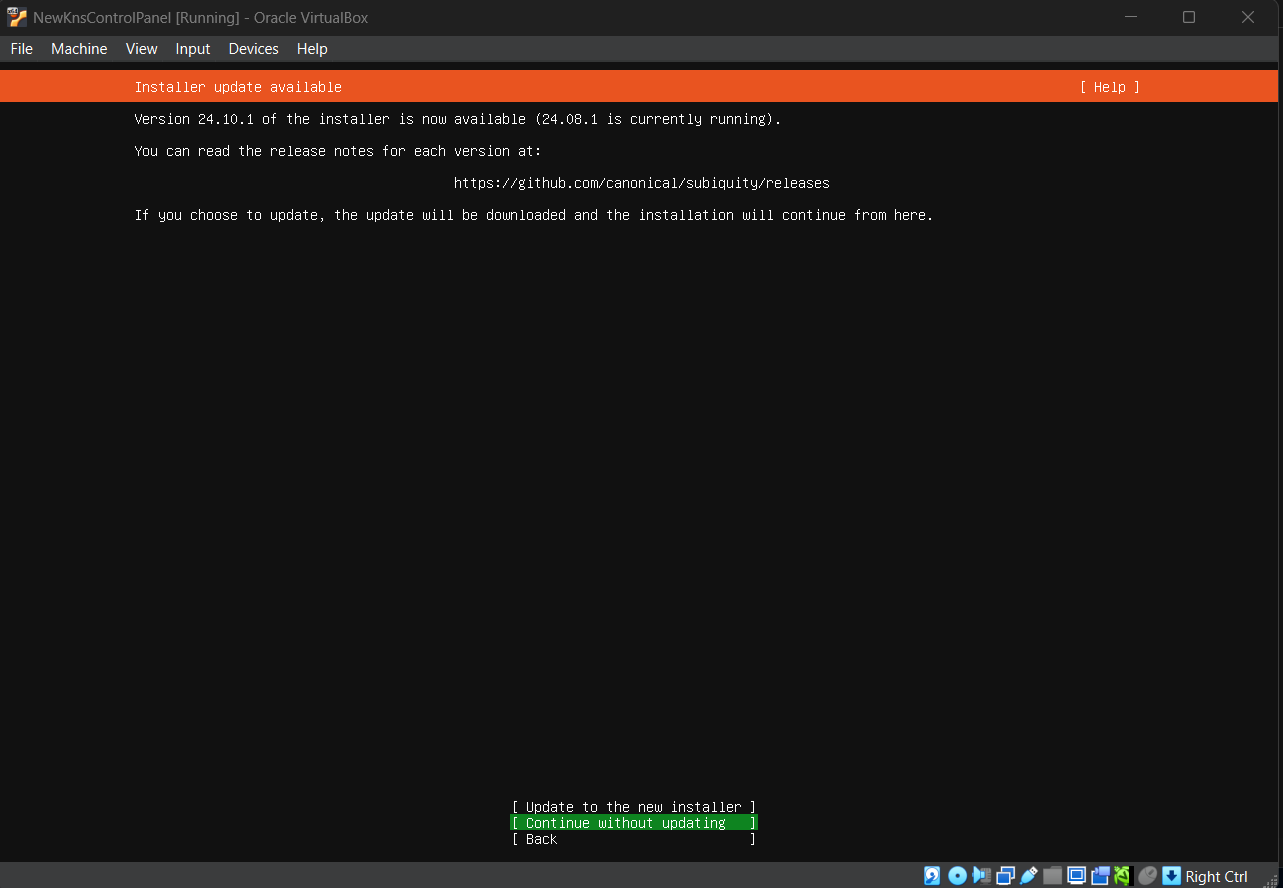 NewKnsControlPanel [Running] - Oracle VirtualBox
File Machine View Input Devices Help
Installer update available [ Help ]
Version 24.10.1 of the installer is now available (24.08.1 is currently running).
You can read the release notes for each version at:
https://github.com/canonical/subiquity/releases
If you choose to update, the update will be downloaded and the installation will continue from here.
[ Update to the new installer ]
[ Continue without updating ]
[ Back ]
Right Ctrl